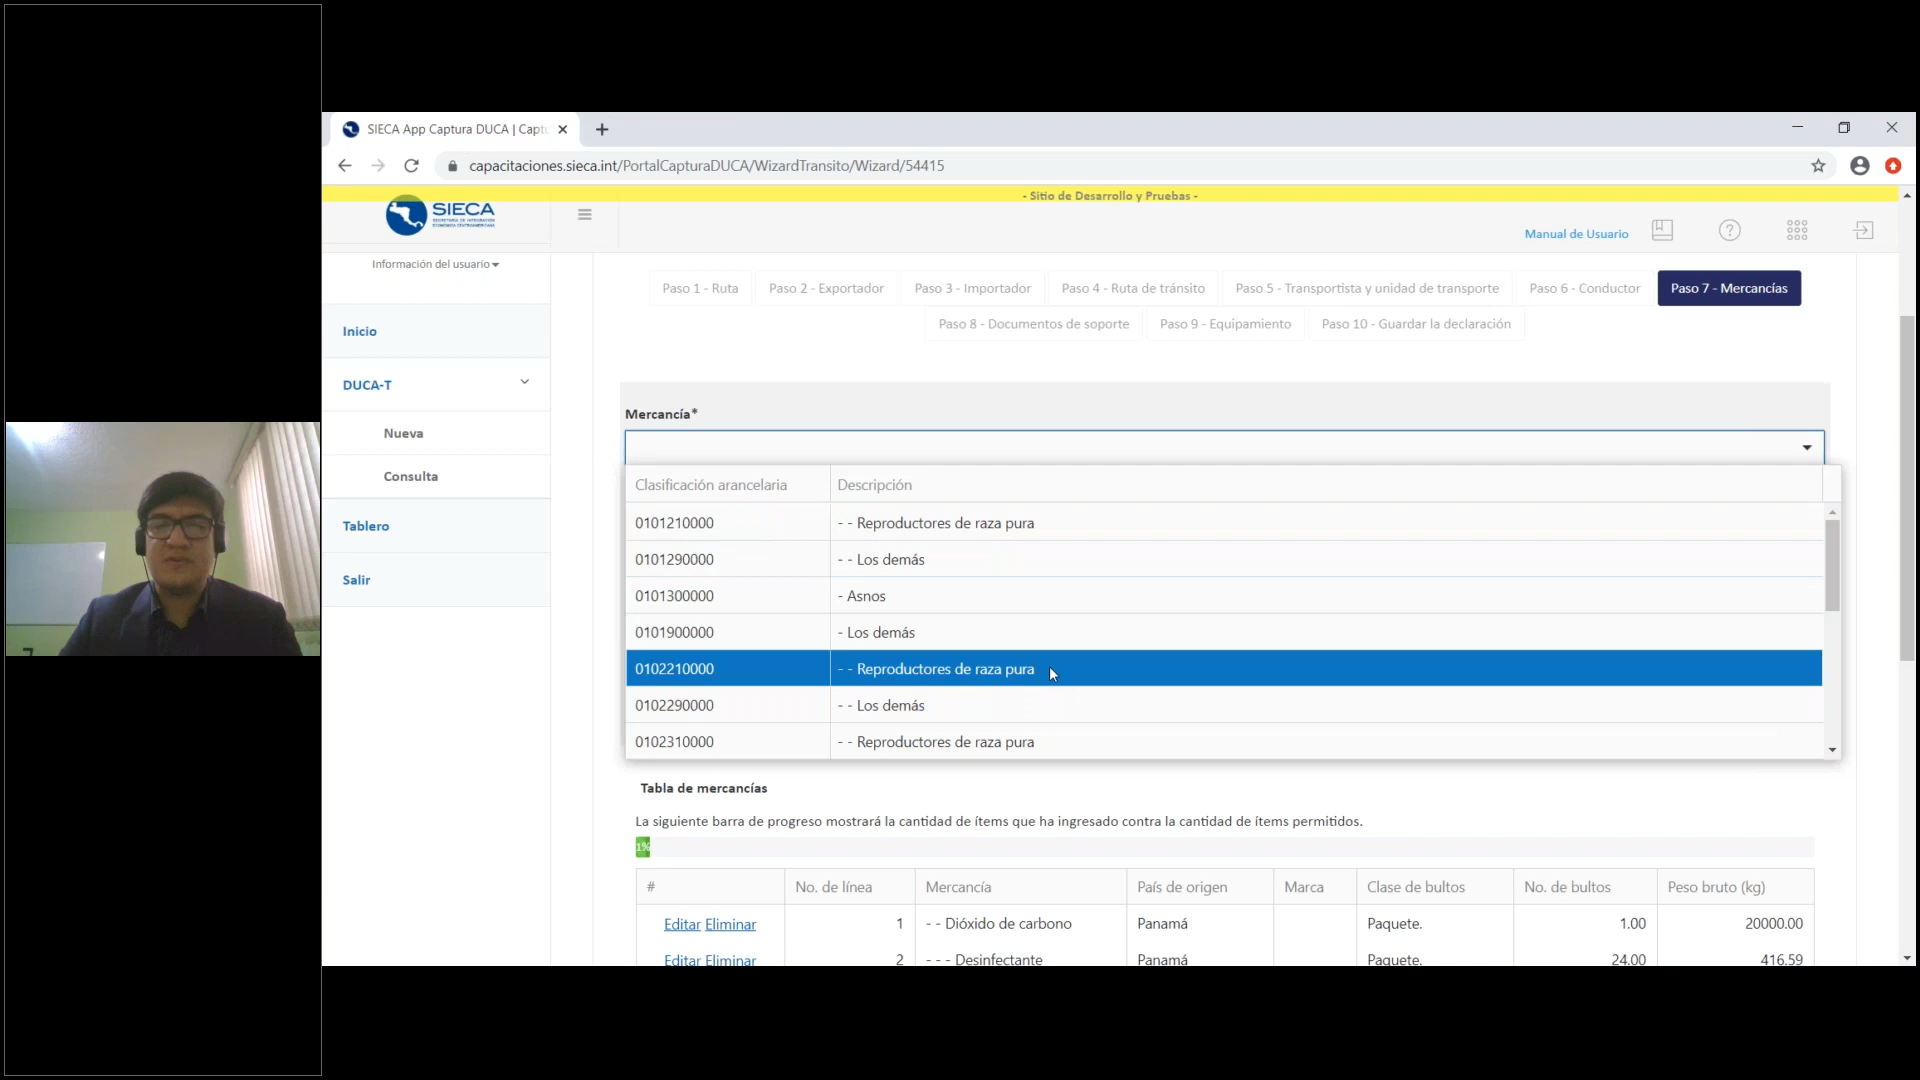 SIECA App Captura DUCA | Captu
capacitaciones.sieca.int/PortalCapturaDUCA/WizardTransito/Wizard/54415
- Sitio de Desarrollo y Pruebas -
SIECA
SECRETARÍA DE INTEGRACIÓN
ECONÓMICA CENTROAMERICANA
Manual de Usuario
Información del usuario
Inicio
DUCA-T
Nueva
Consulta
Tablero
Salir
Paso 1 - Ruta
Paso 2 - Exportador
Paso 3 - Importador
Paso 4 - Ruta de tránsito
Paso 5 - Transportista y unidad de transporte
Paso 6 - Conductor
Paso 7 - Mercancías
Paso 8 - Documentos de soporte
Paso 9 - Equipamiento
Paso 10 - Guardar la declaración
Mercancía*
Clasificación arancelaria Descripción
0101210000 - - Reproductores de raza pura
0101290000 - - Los demás
0101300000 - Asnos
0101900000 - Los demás
0102210000 - - Reproductores de raza pura
0102290000 - - Los demás
0102310000 - - Reproductores de raza pura
Tabla de mercancías
La siguiente barra de progreso mostrará la cantidad de ítems que ha ingresado contra la cantidad de ítems permitidos.
1%
# No. de línea Mercancía País de origen Marca Clase de bultos No. de bultos Peso bruto (kg)
Editar Eliminar 1 - - Dióxido de carbono Panamá Paquete. 1.00 20000.00
Editar Eliminar 2 - - - Desinfectante Panamá Paquete. 24.00 416.59